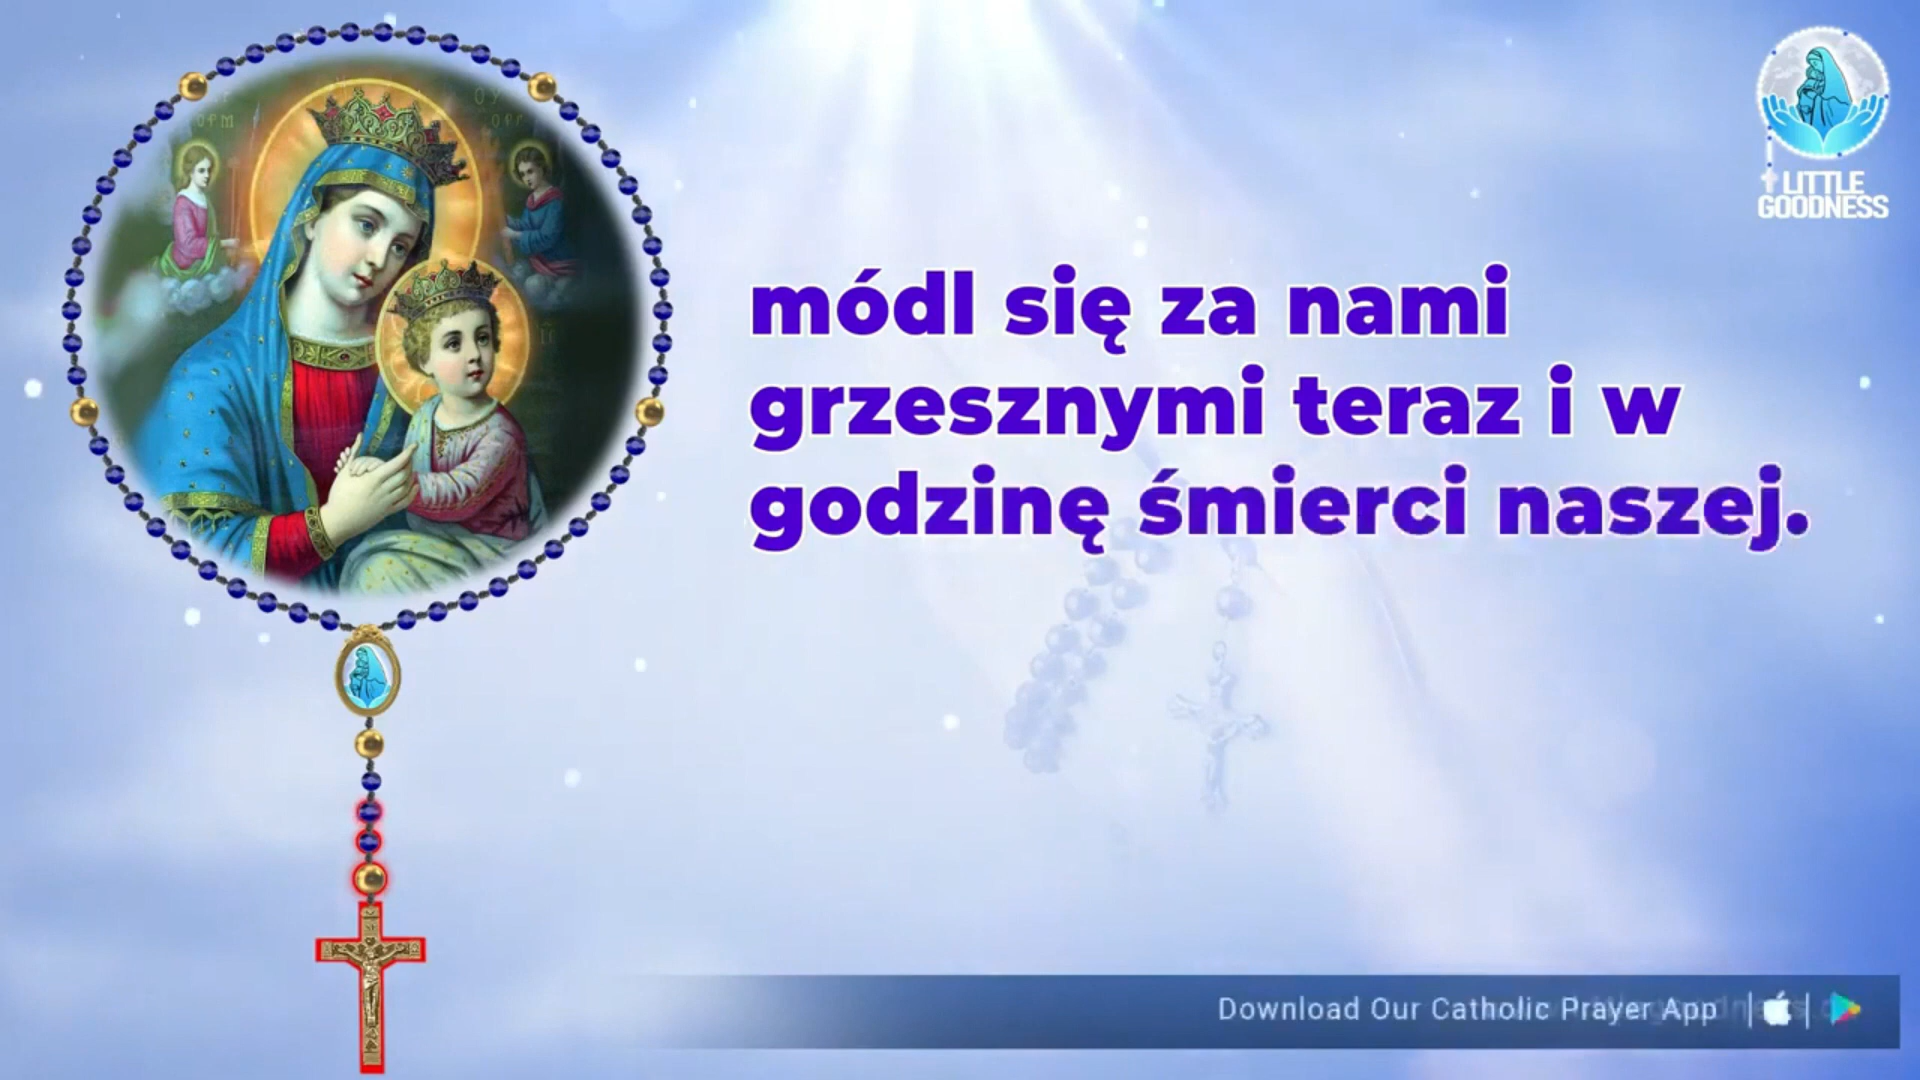 LITTLE
GOODNESS
módl się za nami
grzesznymi teraz i w
godzinę śmierci naszej.
Download Our Catholic Prayer App